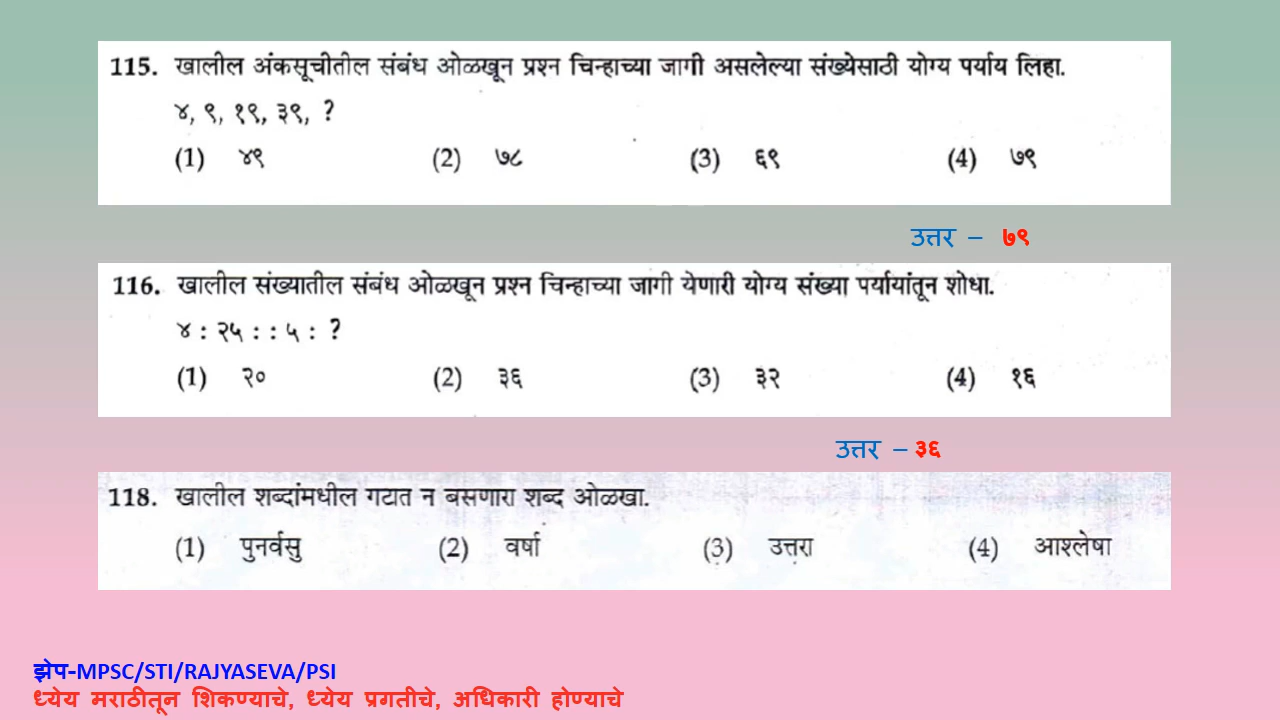 115. खालील अंकसूचीतील संबंध ओळखून प्रश्न चिन्हाच्या जागी असलेल्या संख्येसाठी योग्य पर्याय लिहा.
४, ९, १९, ३९, ?
(1) ४९ (2) ७८ (3) ६९ (4) ७९
उत्तर – ७९
116. खालील संख्यातील संबंध ओळखून प्रश्न चिन्हाच्या जागी येणारी योग्य संख्या पर्यायांतून शोधा.
४ : २५ : : ५ : ?
(1) २० (2) ३६ (3) ३२ (4) १६
उत्तर – ३६
118. खालील शब्दांमधील गटात न बसणारा शब्द ओळखा.
(1) पुनर्वसु (2) वर्षा (3) उत्तरा (4) आश्लेषा
झेप-MPSC/STI/RAJYASEVA/PSI
ध्येय मराठीतून शिकण्याचे, ध्येय प्रगतीचे, अधिकारी होण्याचे